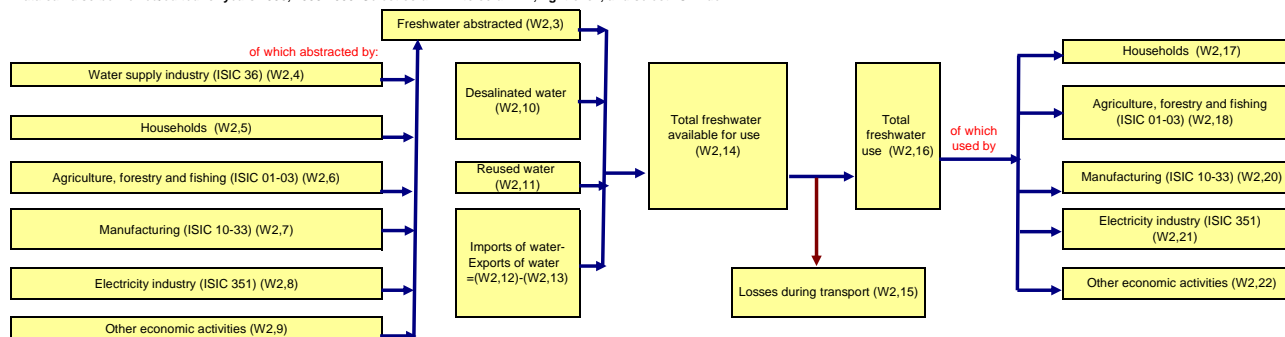 Freshwater abstracted (W2,3)
of which abstracted by:
Water supply industry (ISIC 36) (W2,4)
Households  (W2,5)
Agriculture, forestry and fishing (ISIC 01-03) (W2,6)
Manufacturing (ISIC 10-33) (W2,7)
Electricity industry (ISIC 351) (W2,8)
Other economic activities (W2,9)
Desalinated water
(W2,10)
Reused water
(W2,11)
Imports of water-
Exports of water
=(W2,12)-(W2,13)
Total freshwater
available for use
(W2,14)
Losses during transport (W2,15)
Total
freshwater
use  (W2,16)
of which
used by
Households  (W2,17)
Agriculture, forestry and fishing
(ISIC 01-03) (W2,18)
Manufacturing (ISIC 10-33) (W2,20)
Electricity industry (ISIC 351)
(W2,21)
Other economic activities (W2,22)